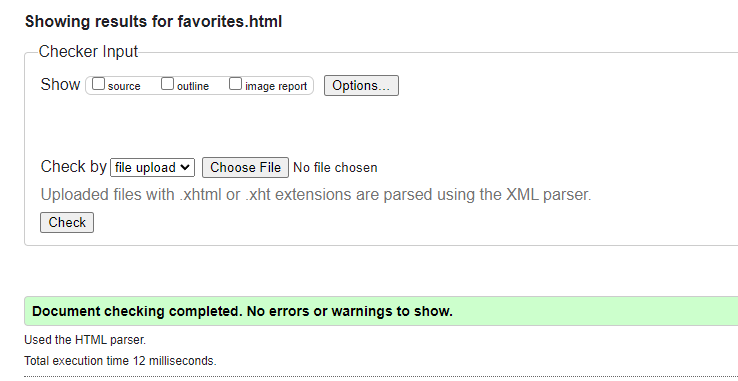 Showing results for favorites.html
Checker Input
Show source outline image report Options...
Check by file upload Choose File No file chosen
Uploaded files with .xhtml or .xht extensions are parsed using the XML parser.
Check
Document checking completed. No errors or warnings to show.
Used the HTML parser.
Total execution time 12 milliseconds.